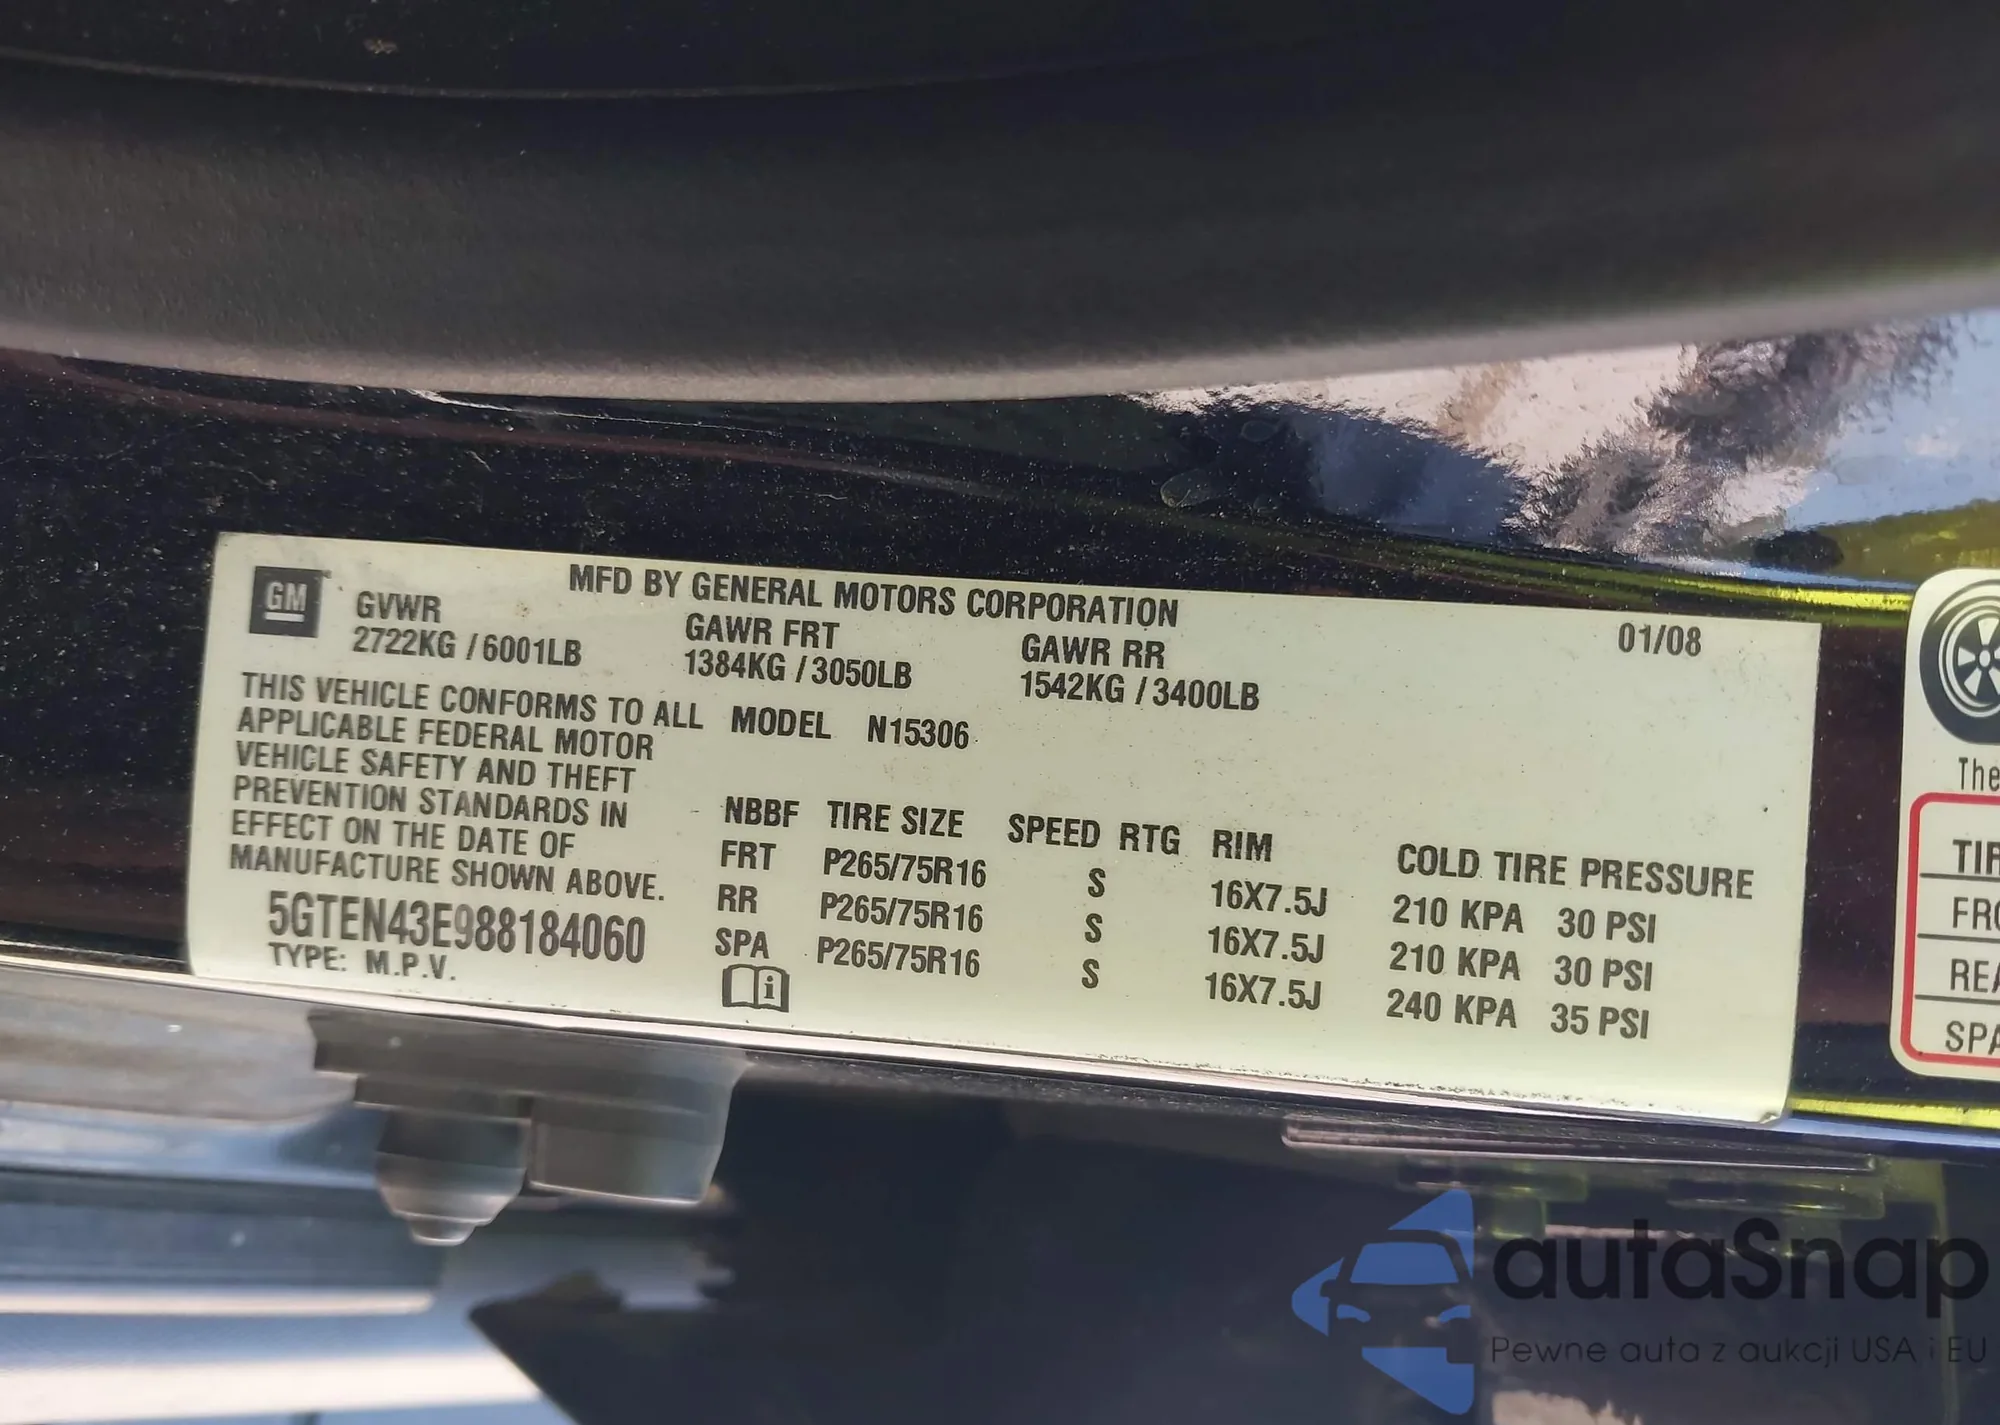 GM
MFD BY GENERAL MOTORS CORPORATION
01/08
GVWR GAWR FRT GAWR RR
2722KG / 6001LB 1384KG / 3050LB 1542KG / 3400LB
THIS VEHICLE CONFORMS TO ALL
APPLICABLE FEDERAL MOTOR
VEHICLE SAFETY AND THEFT
PREVENTION STANDARDS IN
EFFECT ON THE DATE OF
MANUFACTURE SHOWN ABOVE.
5GTEN43E988184060
TYPE: M.P.V.
MODEL N15306
NBBF TIRE SIZE SPEED RTG RIM COLD TIRE PRESSURE
FRT P265/75R16 S 16X7.5J 210 KPA 30 PSI
RR P265/75R16 S 16X7.5J 210 KPA 30 PSI
SPA P265/75R16 S 16X7.5J 240 KPA 35 PSI
i
The
TIR
FRO
REA
SPA
autaSnap
Pewne auta z aukcji USA i EU